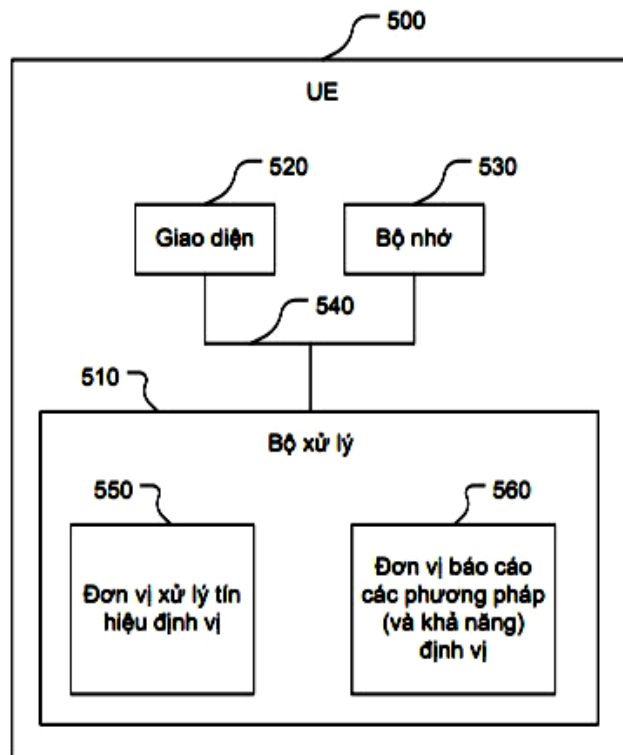 500
UE
520
530
Giao diện
Bộ nhớ
540
510
Bộ xử lý
550
560
Đơn vị xử lý tín
hiệu định vị
Đơn vị báo cáo
các phương pháp
(và khả năng)
định vị